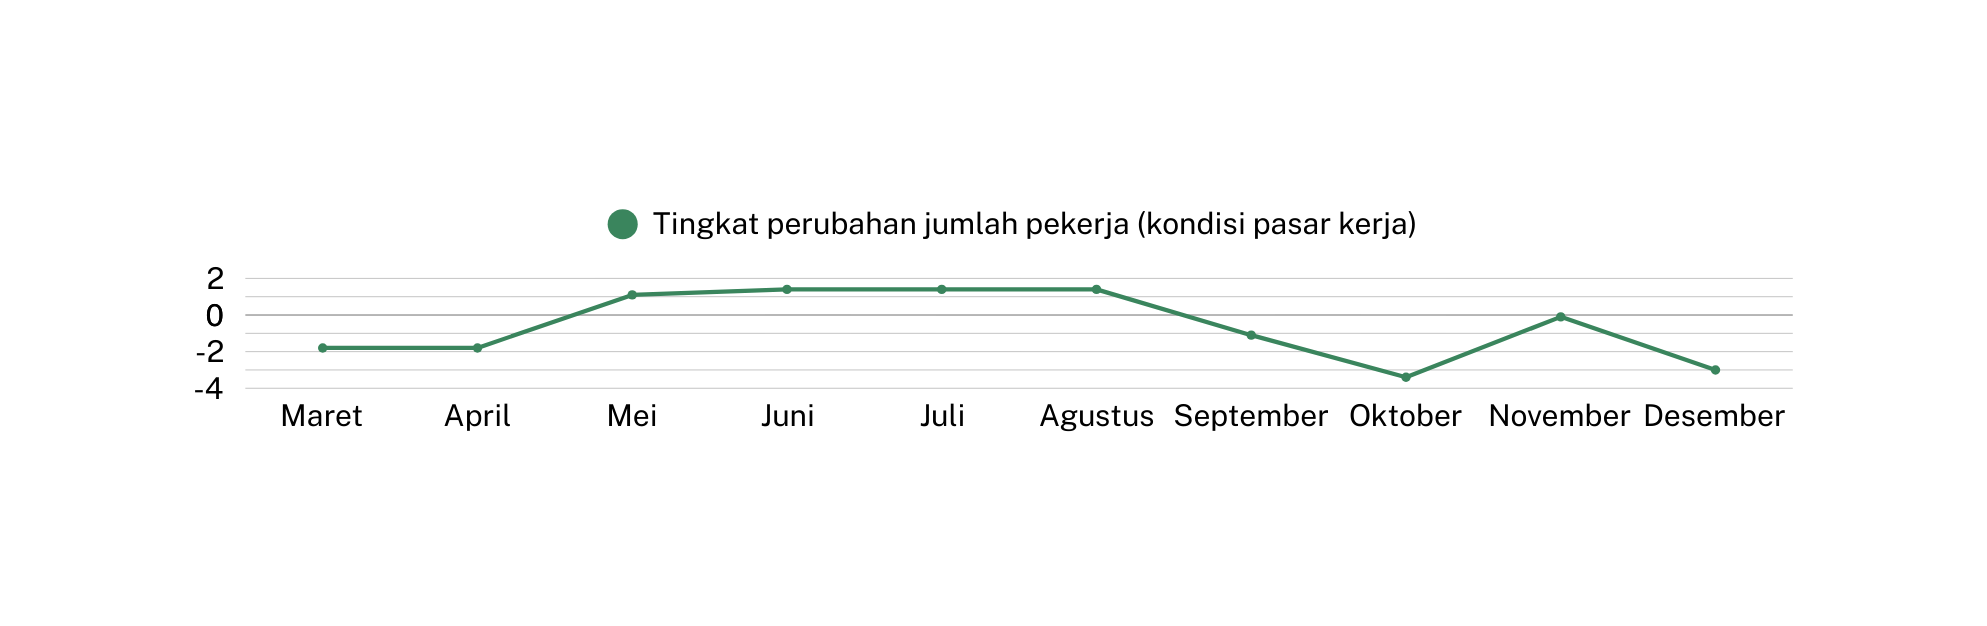 Tingkat perubahan jumlah pekerja (kondisi pasar kerja)
2
0
-2
-4
Maret April Mei Juni Juli Agustus September Oktober November Desember